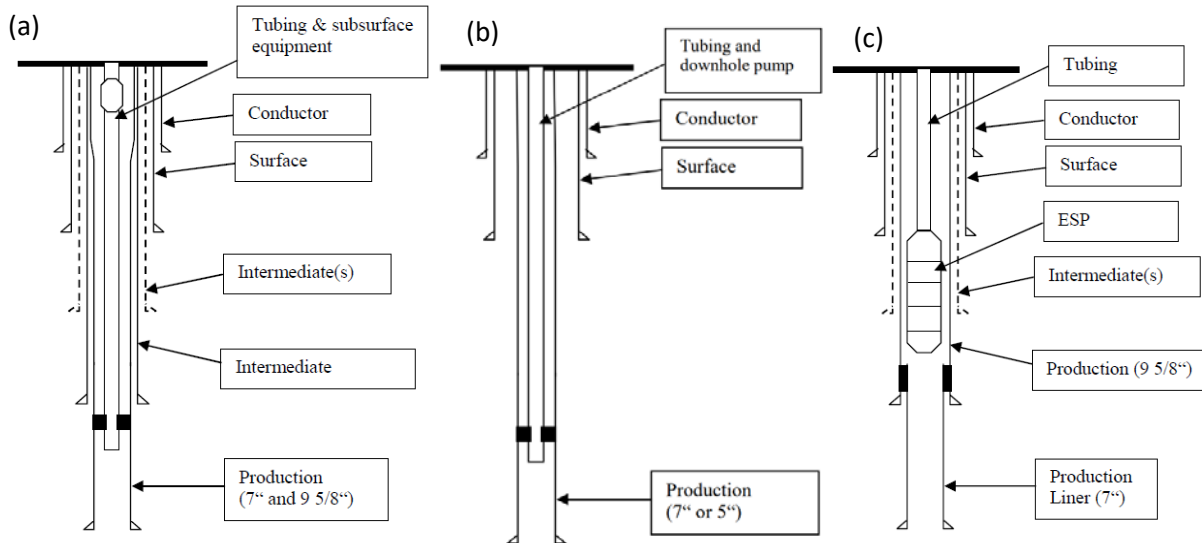 (a)
Tubing & subsurface
equipment
Conductor
Surface
Intermediate(s)
Intermediate
Production
(7“ and 9 5/8“)
(b)
Tubing and
downhole pump
Conductor
Surface
Production
(7“ or 5“)
(c)
Tubing
Conductor
Surface
ESP
Intermediate(s)
Production (9 5/8“)
Production
Liner (7“)